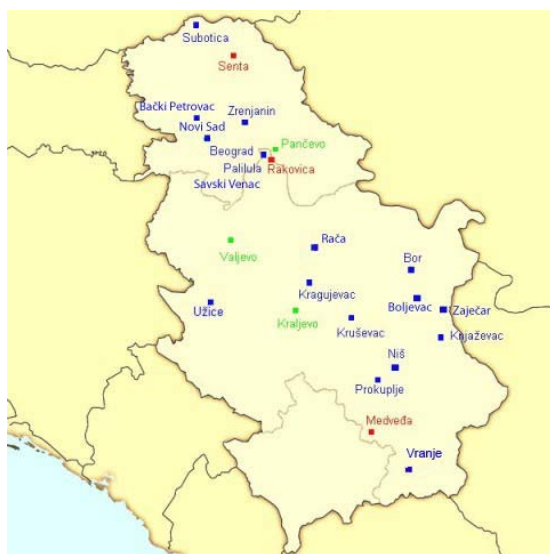 Subotica
Senta
Bački Petrovac
Zrenjanin
Novi Sad
Pančevo
Beograd
Palilula
Rakovica
Savski Venac
Rača
Valjevo
Bor
Kragujevac
Boljevac
Zaječar
Užice
Kraljevo
Kruševac
Knjaževac
Niš
Prokuplje
Medveđa
Vranje